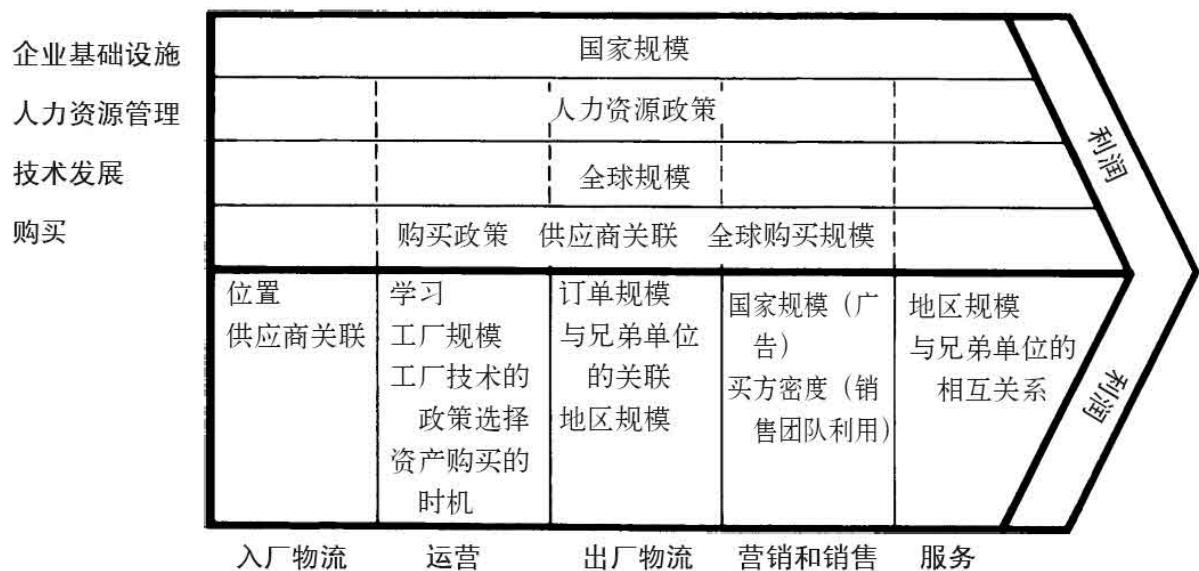 企业基础设施
国家规模
人力资源管理
人力资源政策
技术发展
全球规模
购买
购买政策 供应商关联 全球购买规模
利润
位置
供应商关联
学习
工厂规模
工厂技术的
政策选择
资产购买的
时机
订单规模
与兄弟单位
的关联
地区规模
国家规模（广
告）
买方密度（销
售团队利用）
地区规模
与兄弟单位的
相互关系
利润
入厂物流
运营
出厂物流
营销和销售
服务